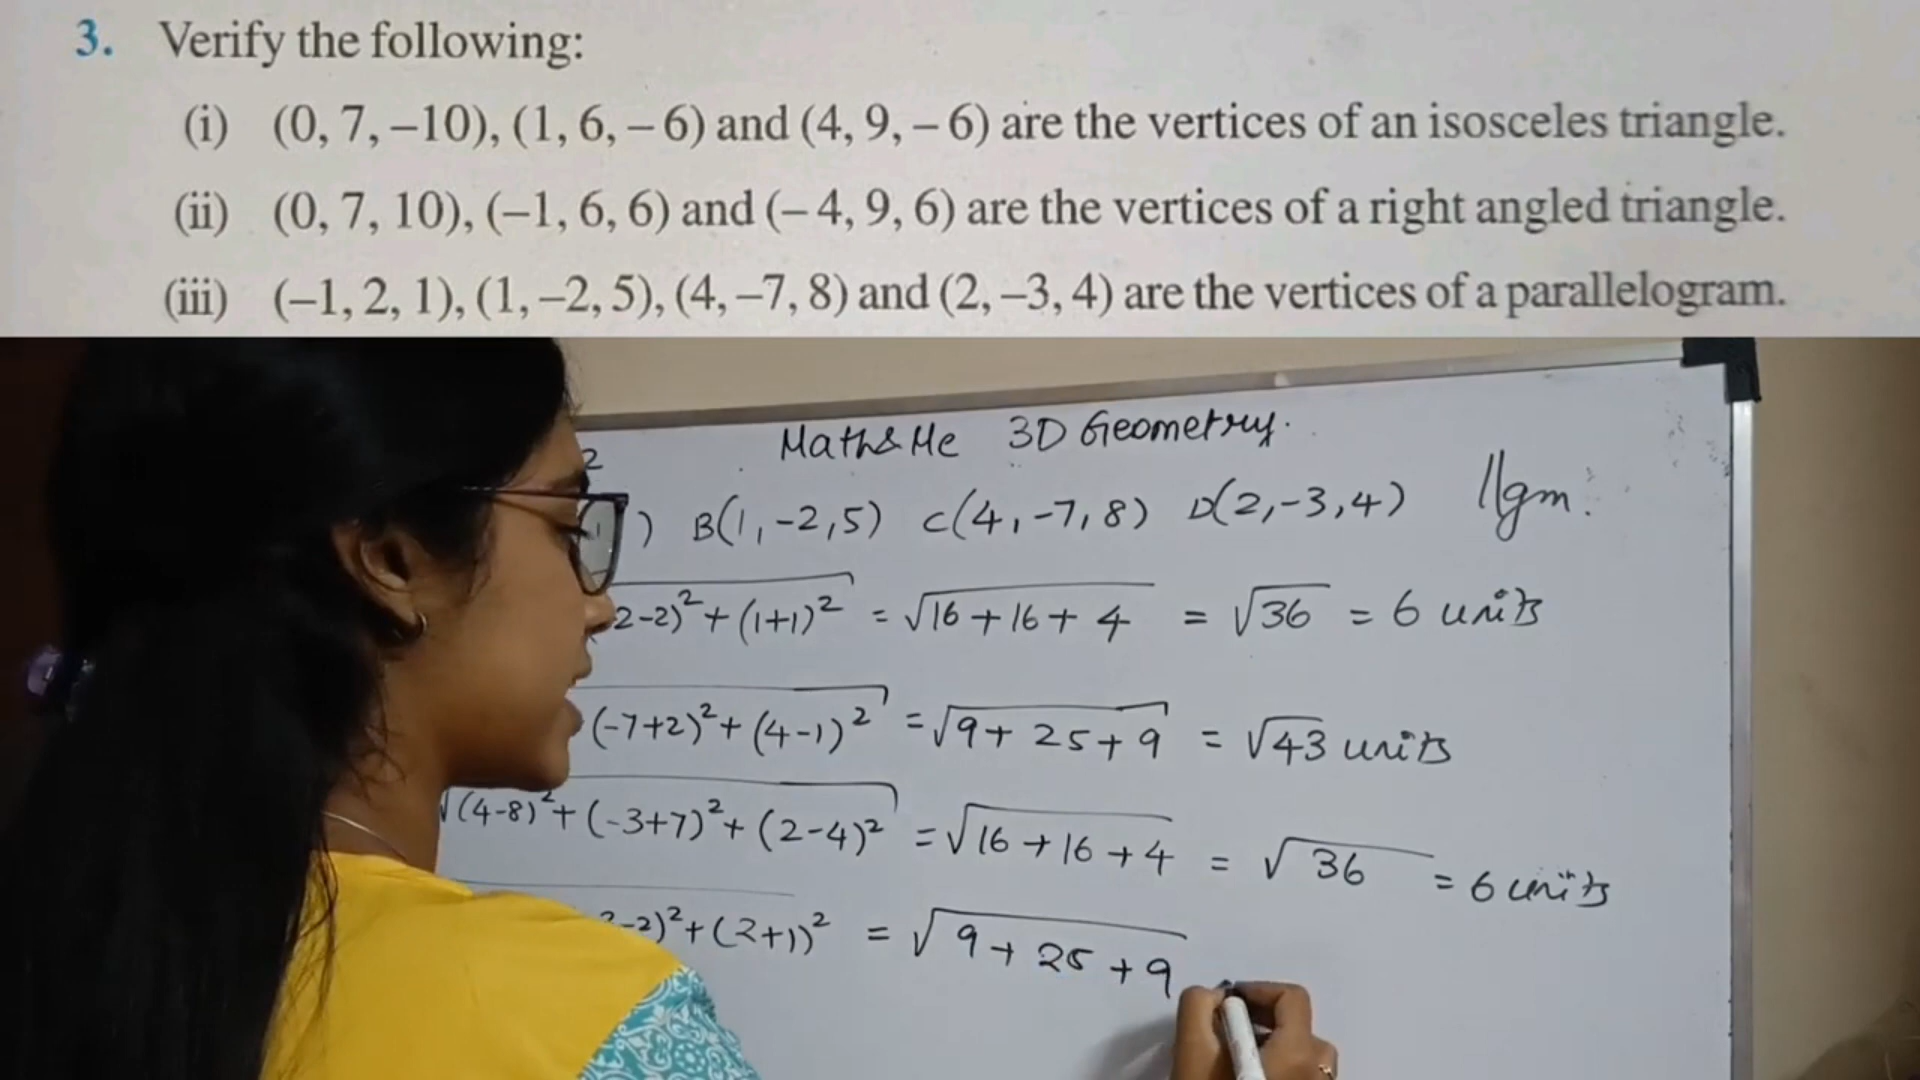 3. Verify the following:
(i) (0, 7, –10), (1, 6, – 6) and (4, 9, – 6) are the vertices of an isosceles triangle.
(ii) (0, 7, 10), (–1, 6, 6) and (– 4, 9, 6) are the vertices of a right angled triangle.
(iii) (–1, 2, 1), (1, –2, 5), (4, –7, 8) and (2, –3, 4) are the vertices of a parallelogram.
Math&Me 3D Geometry.
2
) B(1,-2,5) C(4,-7,8) D(2,-3,4) ||gm.
2-2)² + (1+1)² = √16+16+4 = √36 = 6 units
(-7+2)² + (4-1)² = √9+25+9 = √43 units
√(4-8)² + (-3+7)² + (2-4)² = √16+16+4 = √36 = 6 units
-2)² + (2+1)² = √9+25+9